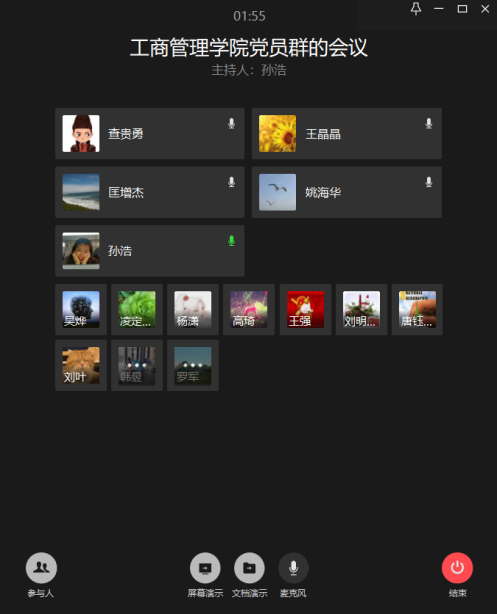 01:55
工商管理学院党员群的会议
主持人：孙浩
查贵勇
王晶晶
匡增杰
姚海华
孙浩
吴烨
凌定...
杨潇
高琦
王强
刘明...
唐钰...
刘叶
韩昱
罗军
参与人
屏幕演示
文档演示
麦克风
结束